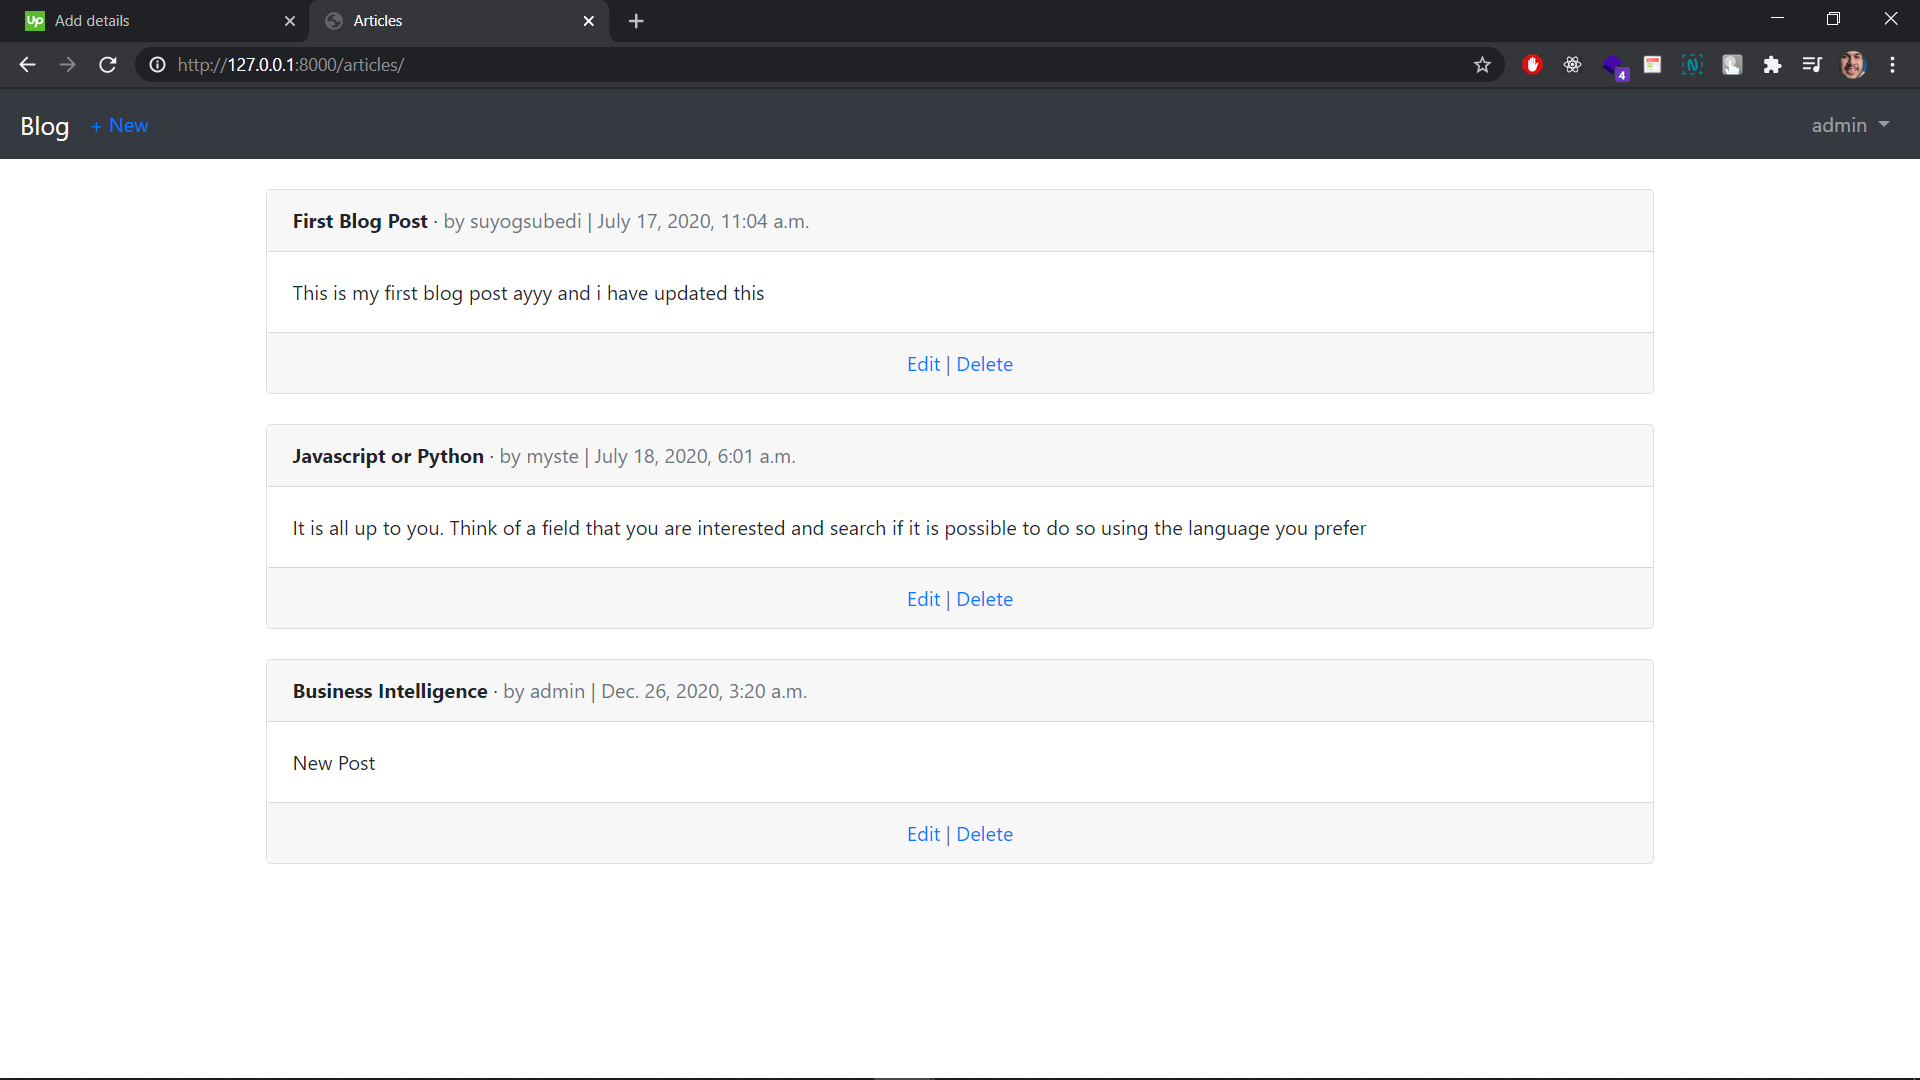 up Add details Articles
http://127.0.0.1:8000/articles/
4
Blog + New admin
First Blog Post · by suyogsubedi | July 17, 2020, 11:04 a.m.
This is my first blog post ayyy and i have updated this
Edit | Delete
Javascript or Python · by myste | July 18, 2020, 6:01 a.m.
It is all up to you. Think of a field that you are interested and search if it is possible to do so using the language you prefer
Edit | Delete
Business Intelligence · by admin | Dec. 26, 2020, 3:20 a.m.
New Post
Edit | Delete